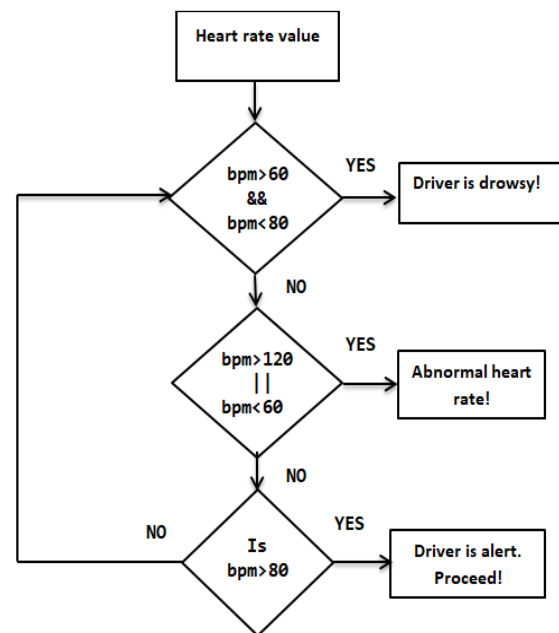 Heart rate value
bpm>60
&&
bpm<80
YES
Driver is drowsy!
NO
bpm>120
||
bpm<60
YES
Abnormal heart
rate!
NO
Is
bpm>80
NO
YES
Driver is alert.
Proceed!